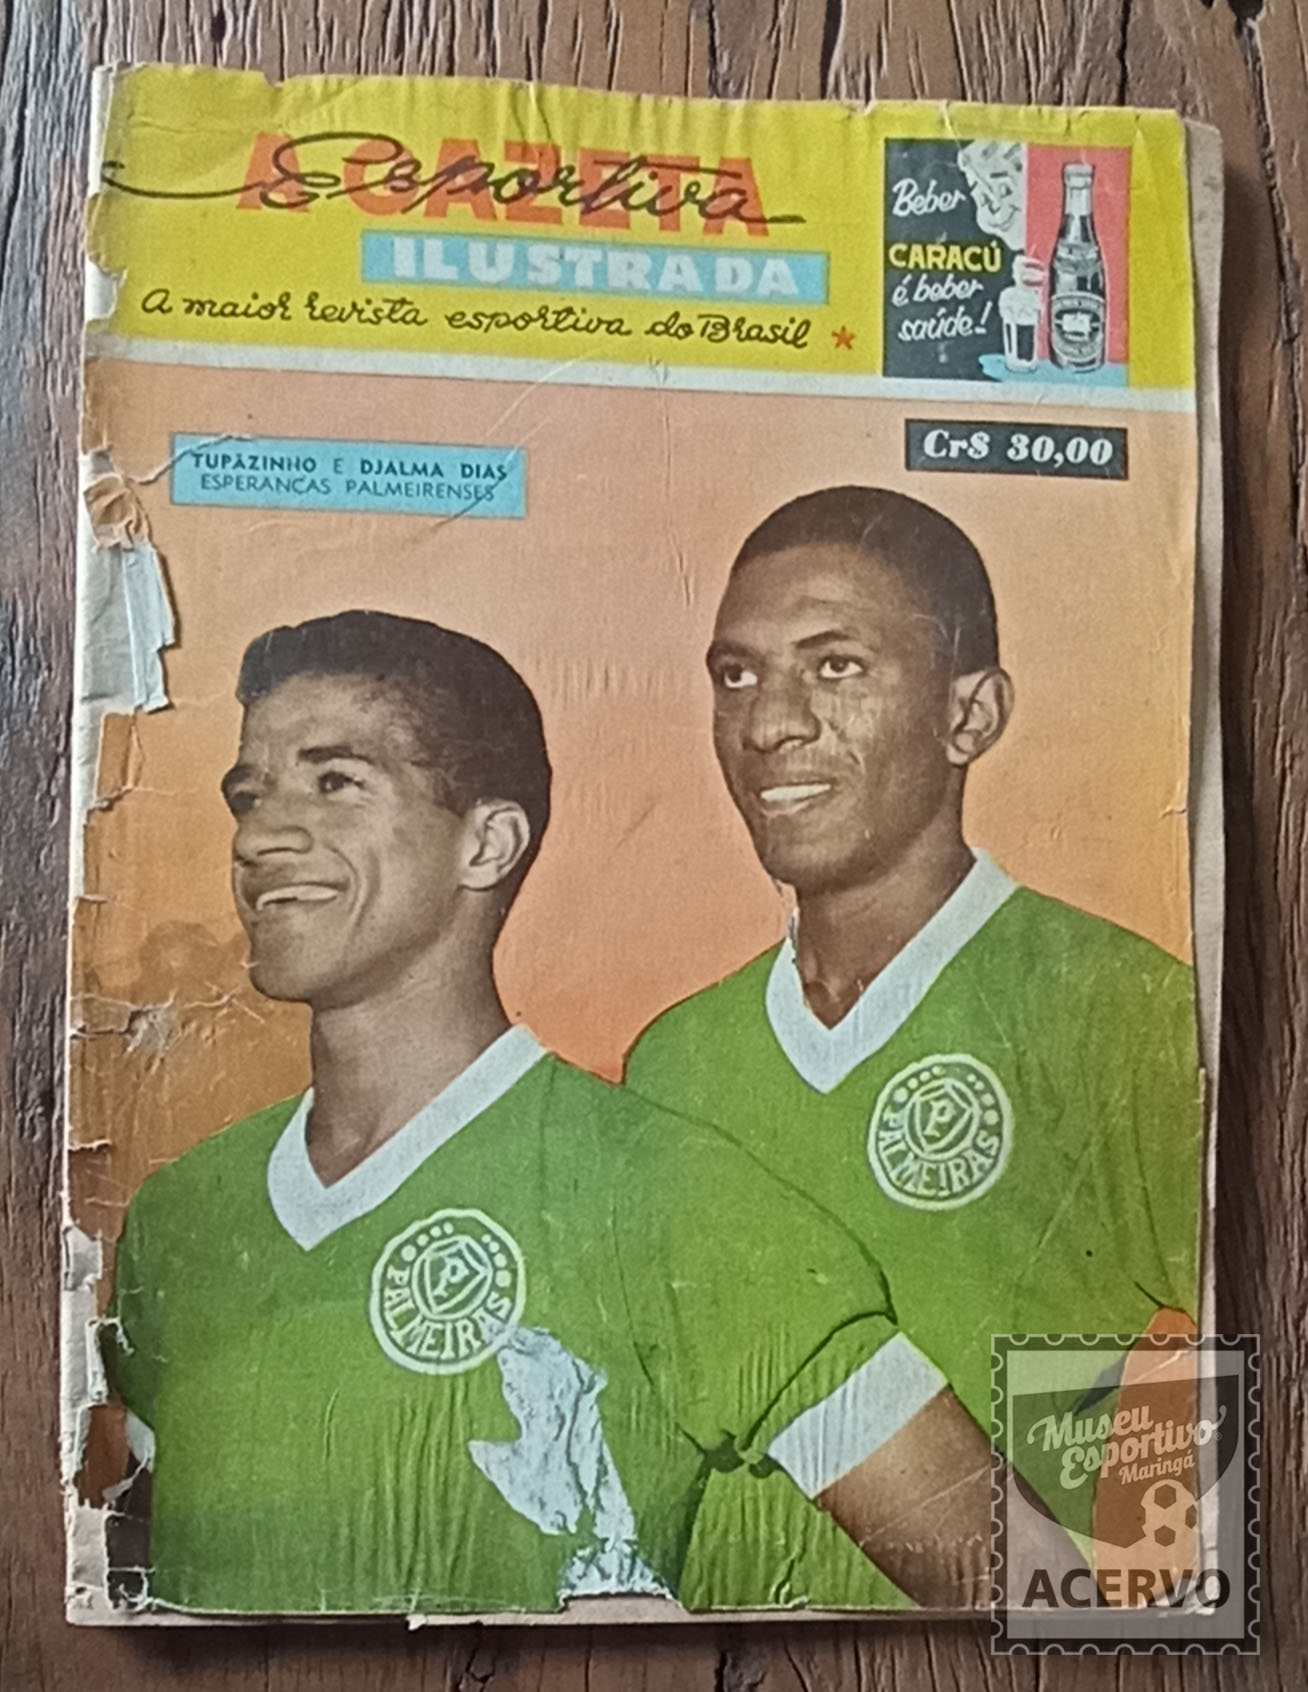 A GAZETA
Esportiva
ILUSTRADA
A maior revista esportiva do Brasil
Beber
CARACÚ
é beber
saúde!
Cr$ 30,00
TUPÃZINHO E DJALMA DIAS
ESPERANÇAS PALMEIRENSES
P
PALMEIRAS
P
PALMEIRAS
Museu
Esportivo
Maringá
ACERVO